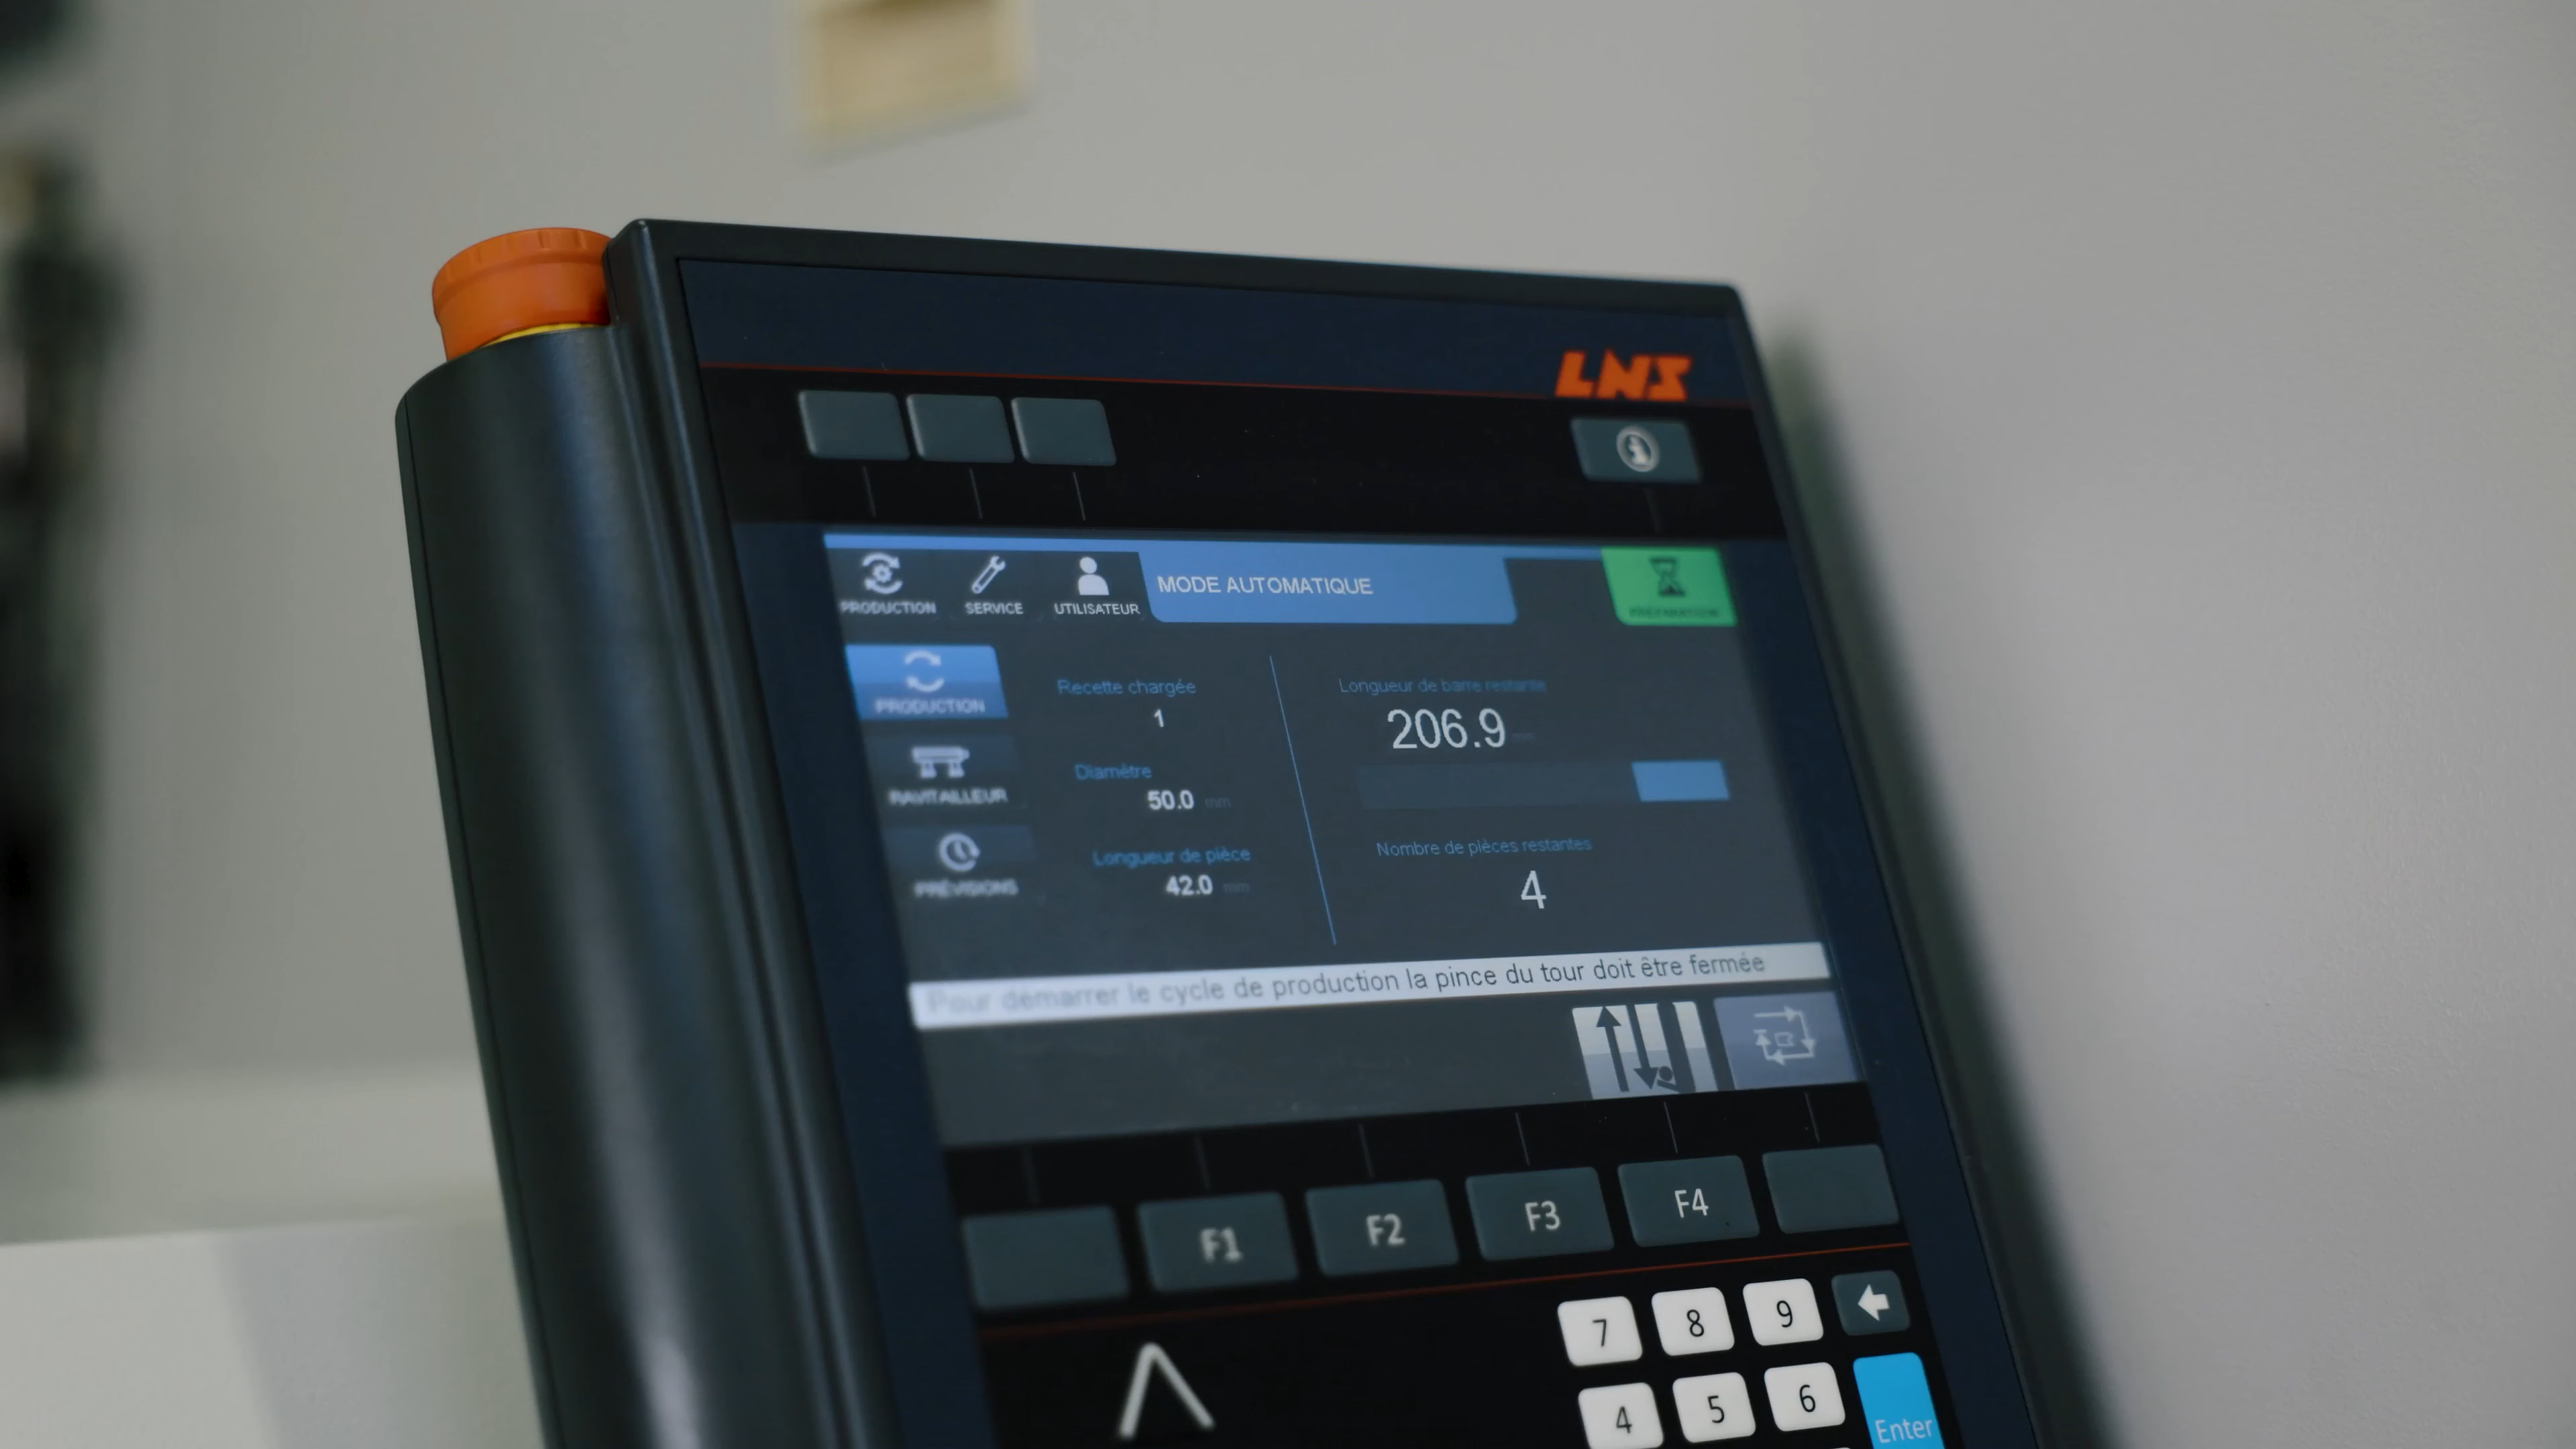 LNS
PRODUCTION
SERVICE
UTILISATEUR
MODE AUTOMATIQUE
PRODUCTION
RAVITAILLEUR
PRÉVISIONS
Recette chargée
1
Diamètre
50.0 mm
Longueur de pièce
42.0 mm
Longueur de barre restante
206.9 mm
Nombre de pièces restantes
4
Pour démarrer le cycle de production la pince du tour doit être fermée
F1 F2 F3 F4
7 8 9
4 5 6
Enter